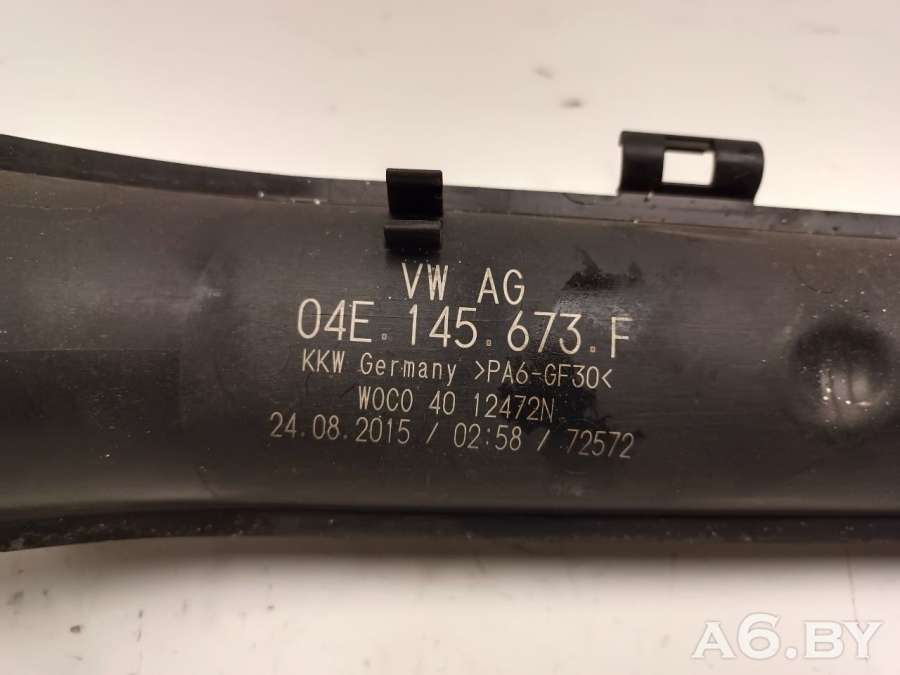 VW AG
04E.145.673.F
KKW Germany >PA6-GF30<
WOCO 40 12472N
24.08.2015 / 02:58 / 72572
A6.BY